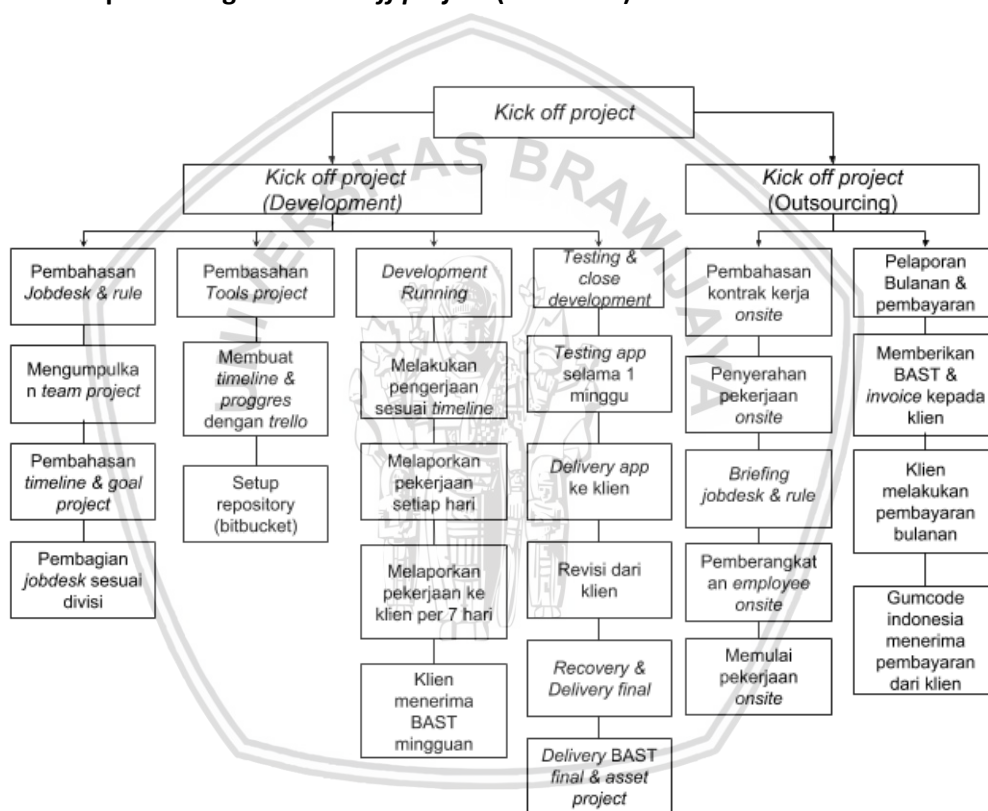 UNIVERSITAS BRAWIJAYA
Kick off project
Kick off project
(Development)
Kick off project
(Outsourcing)
Pembahasan
Jobdesk & rule
Mengumpulka
n team project
Pembahasan
timeline & goal
project
Pembagian
jobdesk sesuai
divisi
Pembasahan
Tools project
Membuat
timeline &
proggres
dengan trello
Setup
repository
(bitbucket)
Development
Running
Melakukan
pengerjaan
sesuai timeline
Melaporkan
pekerjaan
setiap hari
Melaporkan
pekerjaan ke
klien per 7 hari
Klien
menerima
BAST
mingguan
Testing &
close
development
Testing app
selama 1
minggu
Delivery app
ke klien
Revisi dari
klien
Recovery &
Delivery final
Delivery BAST
final & asset
project
Pembahasan
kontrak kerja
onsite
Penyerahan
pekerjaan
onsite
Briefing
jobdesk & rule
Pemberangkat
an employee
onsite
Memulai
pekerjaan
onsite
Pelaporan
Bulanan &
pembayaran
Memberikan
BAST &
invoice kepada
klien
Klien
melakukan
pembayaran
bulanan
Gumcode
indonesia
menerima
pembayaran
dari klien